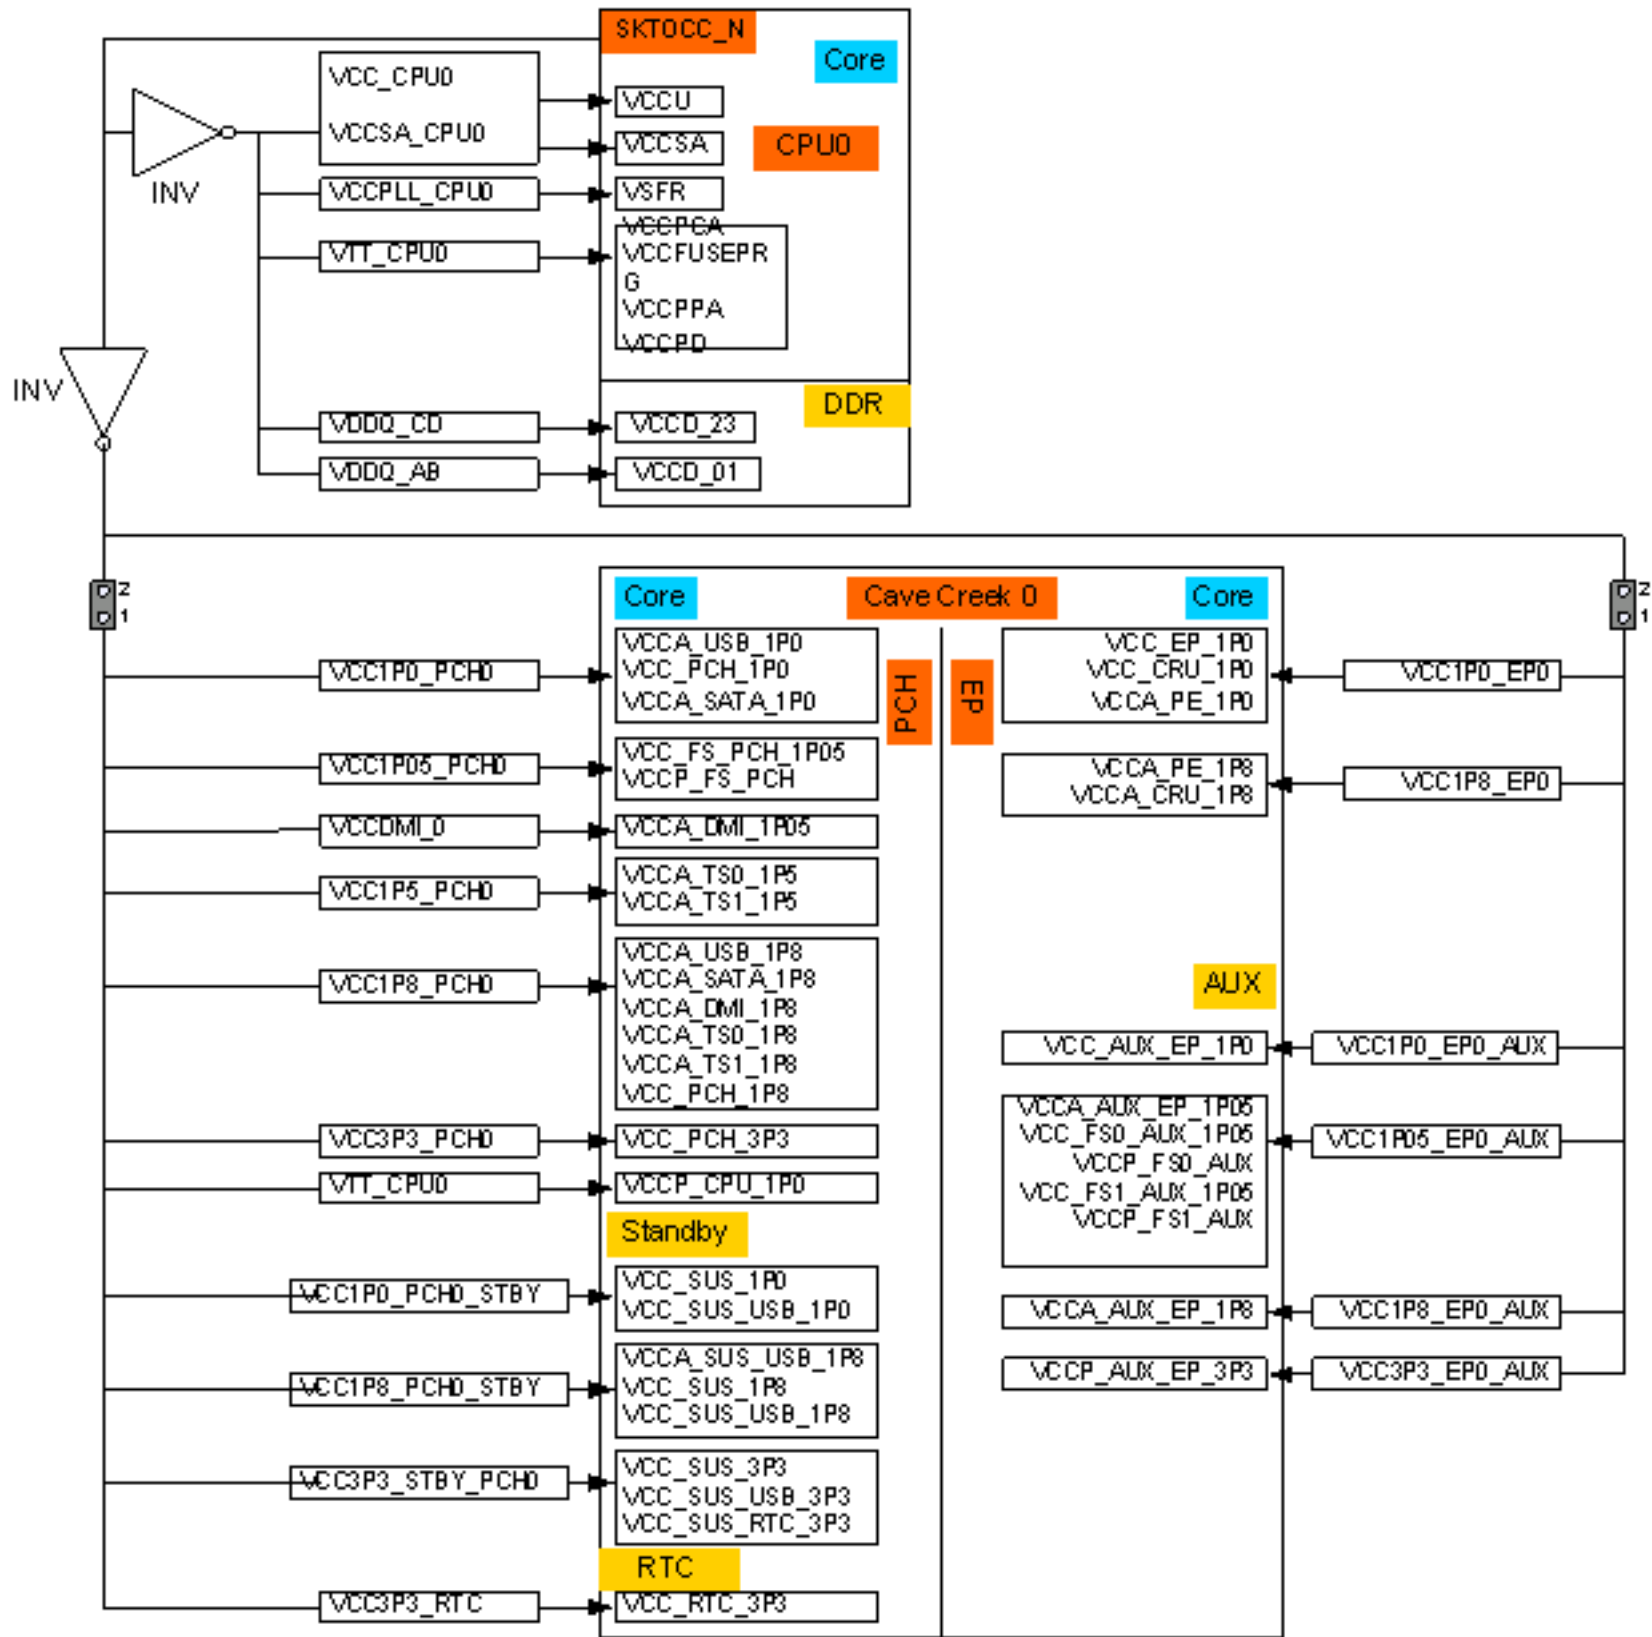 SKTOCC_N
Core
VCC_CPU0
VCCSA_CPU0
VCCU
VCCSA
CPU0
INV
VCCPLL_CPU0
VSFR
VTT_CPU0
VCCPCA
VCCFUSEPR
G
VCCPPA
VCCPD
INV
DDR
VDDQ_CD
VCCD_23
VDDQ_AB
VCCD_01
2
1
2
1
Core
Cave Creek 0
Core
PCH
EP
VCC1P0_PCH0
VCCA_USB_1P0
VCC_PCH_1P0
VCCA_SATA_1P0
VCC_EP_1P0
VCC_CRU_1P0
VCCA_PE_1P0
VCC1P0_EP0
VCC1P05_PCH0
VCC_FS_PCH_1P05
VCCP_FS_PCH
VCCA_PE_1P8
VCCA_CRU_1P8
VCC1P8_EP0
VCCDMI_0
VCCA_DMI_1P05
VCC1P5_PCH0
VCCA_TS0_1P5
VCCA_TS1_1P5
VCC1P8_PCH0
VCCA_USB_1P8
VCCA_SATA_1P8
VCCA_DMI_1P8
VCCA_TS0_1P8
VCCA_TS1_1P8
VCC_PCH_1P8
AUX
VCC_AUX_EP_1P0
VCC1P0_EP0_AUX
VCC3P3_PCH0
VCC_PCH_3P3
VCCA_AUX_EP_1P05
VCC_FS0_AUX_1P05
VCCP_FS0_AUX
VCC_FS1_AUX_1P05
VCCP_FS1_AUX
VCC1P05_EP0_AUX
VTT_CPU0
VCCP_CPU_1P0
Standby
VCC1P0_PCH0_STBY
VCC_SUS_1P0
VCC_SUS_USB_1P0
VCCA_AUX_EP_1P8
VCC1P8_EP0_AUX
VCC1P8_PCH0_STBY
VCCA_SUS_USB_1P8
VCC_SUS_1P8
VCC_SUS_USB_1P8
VCCP_AUX_EP_3P3
VCC3P3_EP0_AUX
VCC3P3_STBY_PCH0
VCC_SUS_3P3
VCC_SUS_USB_3P3
VCC_SUS_RTC_3P3
RTC
VCC3P3_RTC
VCC_RTC_3P3